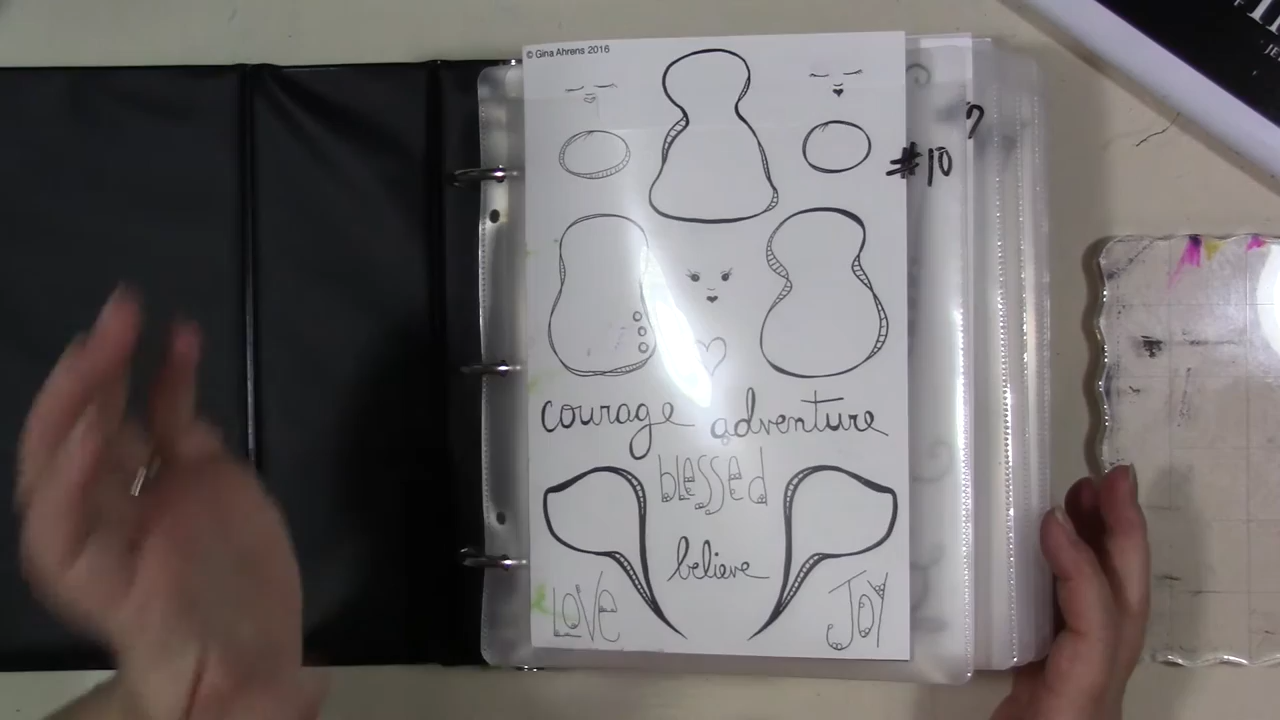 © Gina Ahrens 2016
#10
courage adventure
blessed
believe
LOVE
JOY